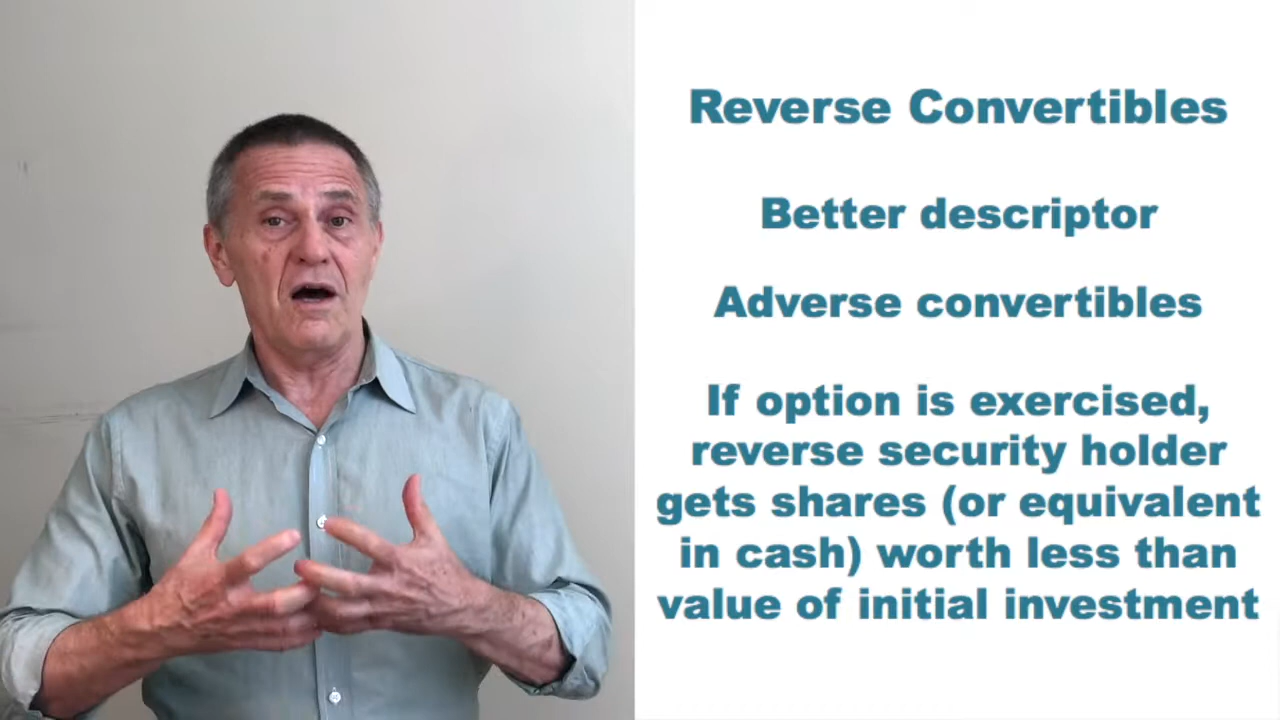 Reverse Convertibles
Better descriptor
Adverse convertibles
If option is exercised,
reverse security holder
gets shares (or equivalent
in cash) worth less than
value of initial investment